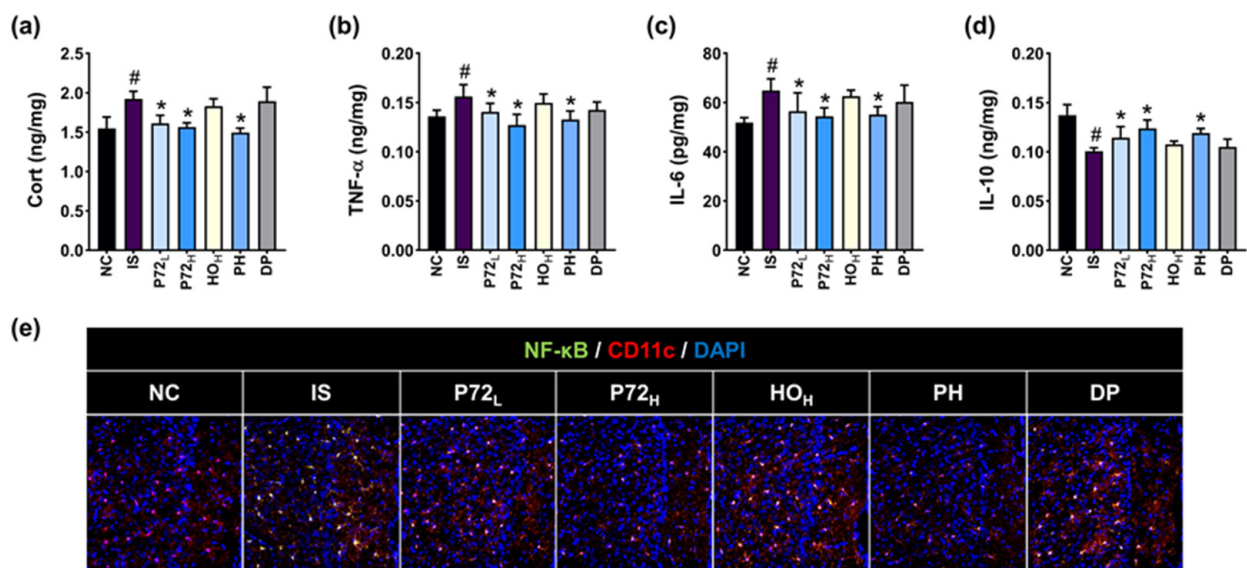 (a)
Cort (ng/mg)
2.5
2.0
1.5
1.0
0.5
0.0
#
*
*
*
NC
IS
P72L
P72H
HOH
PH
DP
(b)
TNF-α (ng/mg)
0.20
0.15
0.10
0.05
0.00
#
*
*
*
NC
IS
P72L
P72H
HOH
PH
DP
(c)
IL-6 (pg/mg)
80
60
40
20
0
#
*
*
*
NC
IS
P72L
P72H
HOH
PH
DP
(d)
IL-10 (ng/mg)
0.20
0.15
0.10
0.05
0.00
#
*
*
*
NC
IS
P72L
P72H
HOH
PH
DP
(e)
NF-κB / CD11c / DAPI
NC IS P72L P72H HOH PH DP